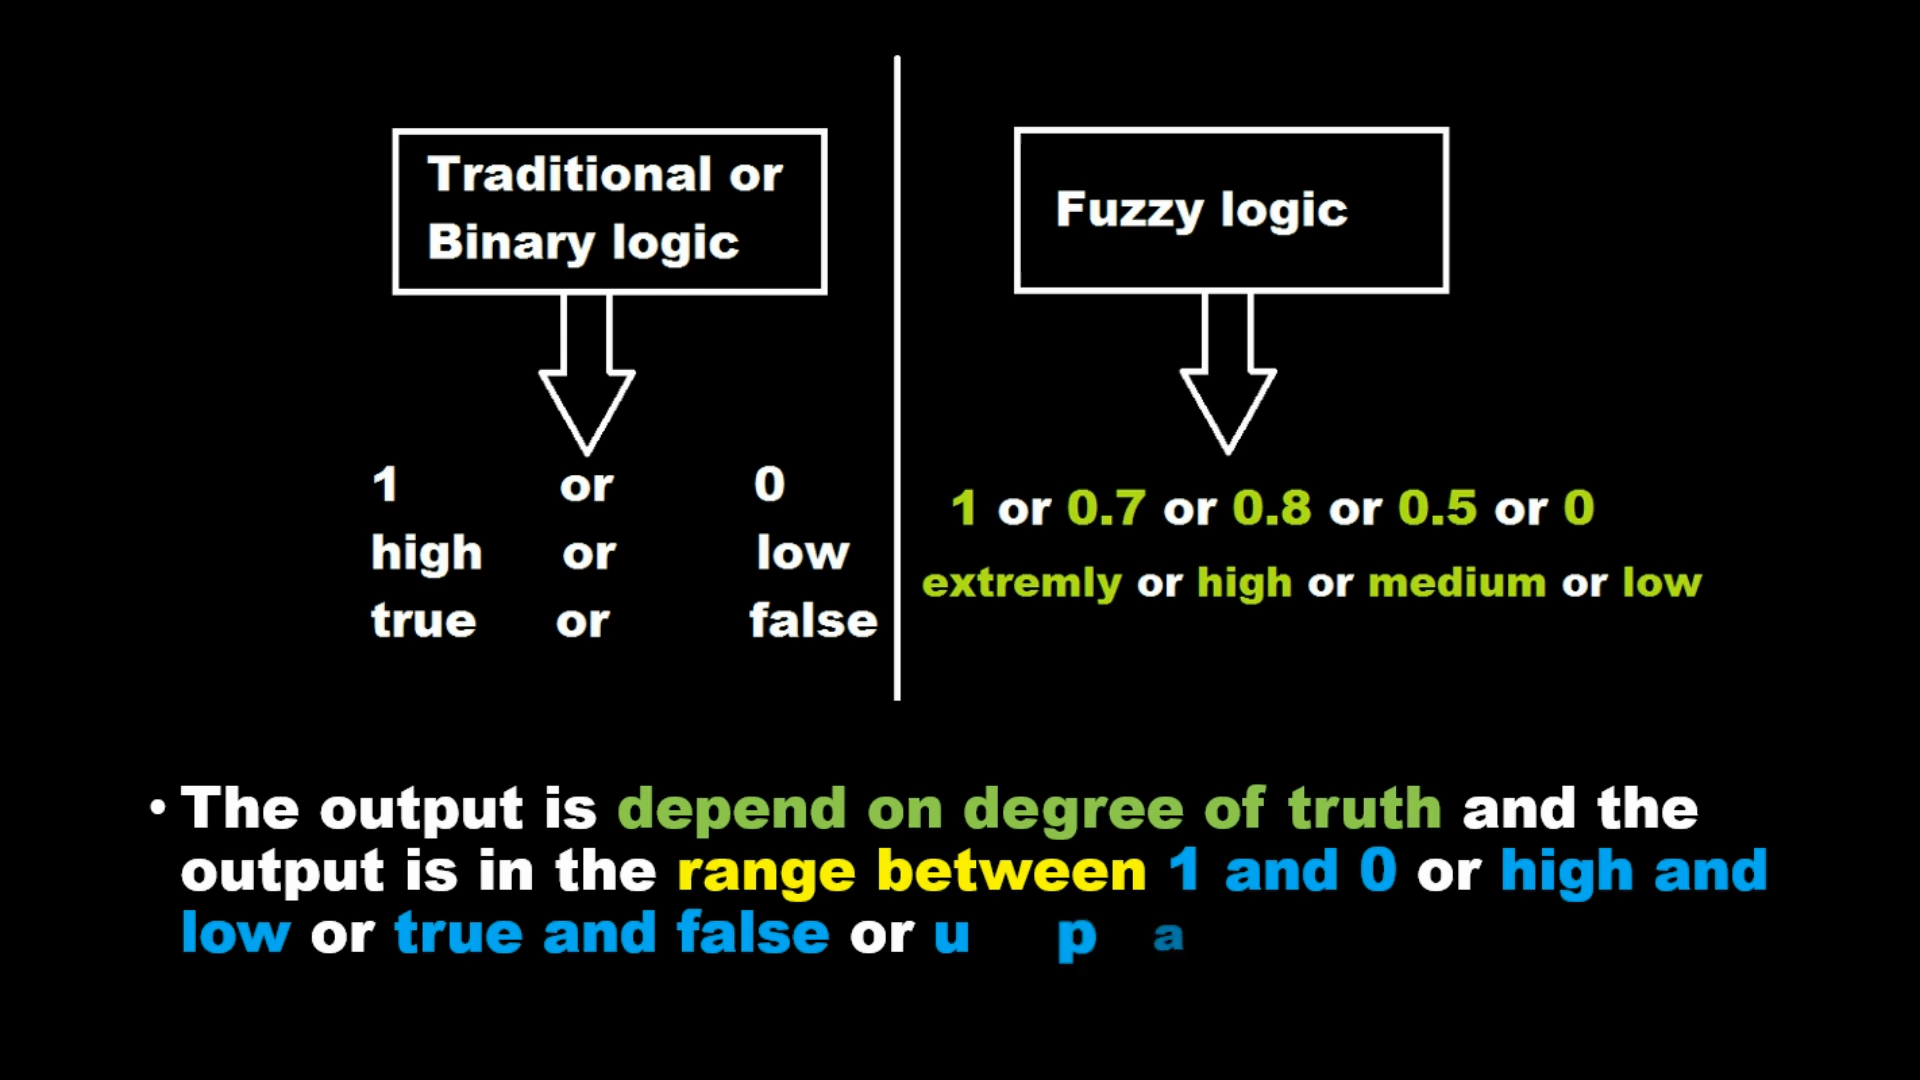 Traditional or
Binary logic
1 or 0
high or low
true or false
Fuzzy logic
1 or 0.7 or 0.8 or 0.5 or 0
extremly or high or medium or low
• The output is depend on degree of truth and the
output is in the range between 1 and 0 or high and
low or true and false or u p a